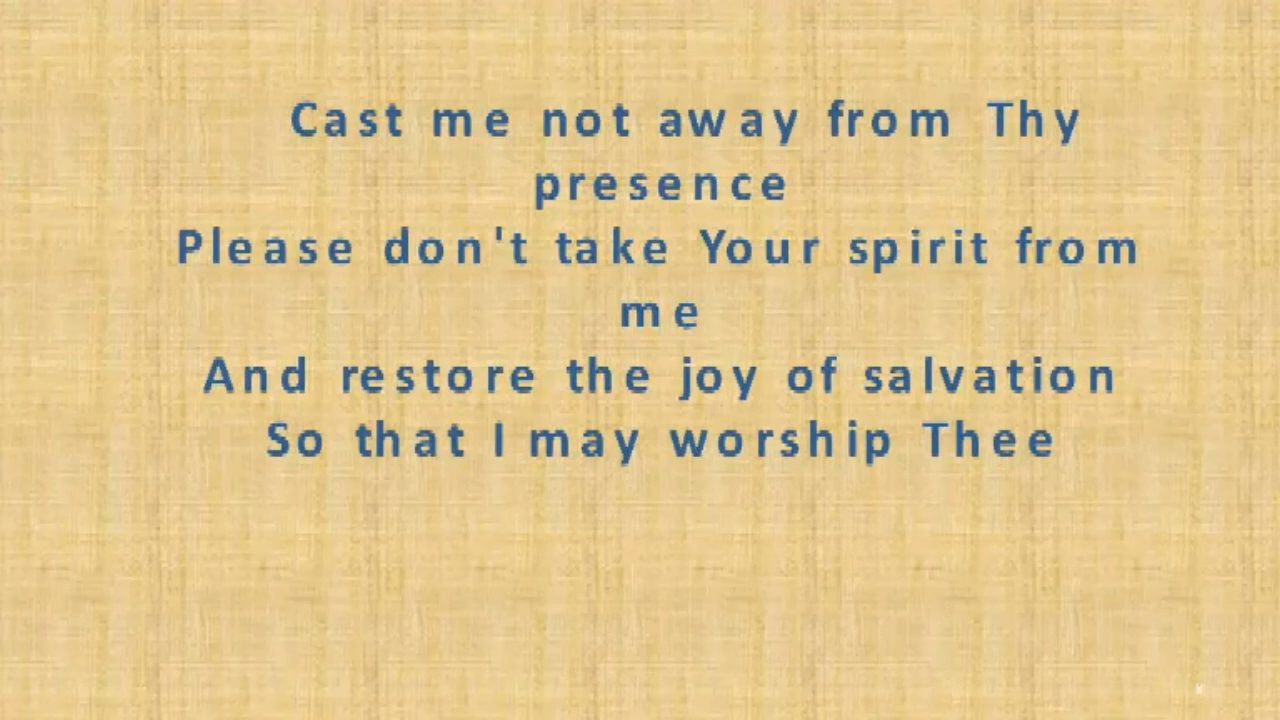 Cast me not away from Thy
presence
Please don't take Your spirit from
me
And restore the joy of salvation
So that I may worship Thee